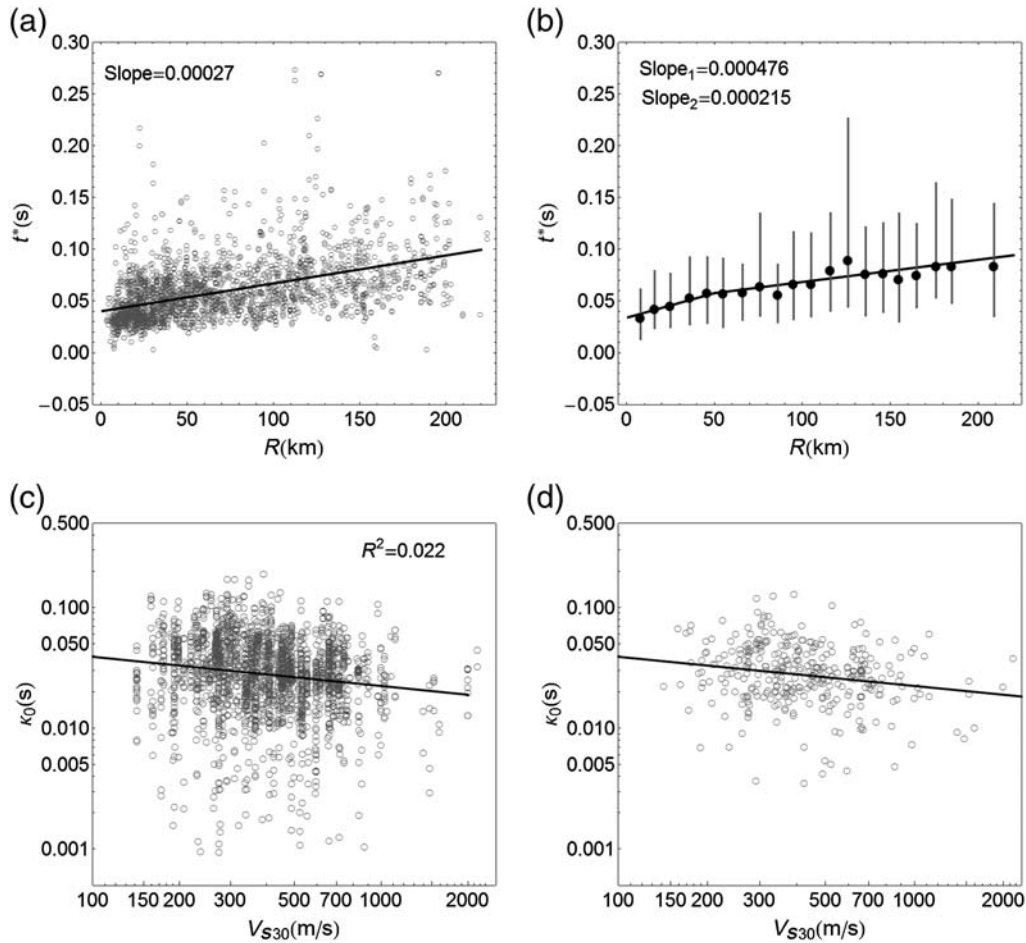 (a)
Slope=0.00027
0.30
0.25
0.20
0.15
0.10
0.05
0.00
−0.05
t*(s)
0 50 100 150 200
R(km)
(b)
Slope1=0.000476
Slope2=0.000215
0.30
0.25
0.20
0.15
0.10
0.05
0.00
−0.05
t*(s)
0 50 100 150 200
R(km)
(c)
R²=0.022
0.500
0.100
0.050
0.010
0.005
0.001
κ₀(s)
100 150 200 300 500 700 1000 2000
VS30(m/s)
(d)
0.500
0.100
0.050
0.010
0.005
0.001
κ₀(s)
100 150 200 300 500 700 1000 2000
VS30(m/s)